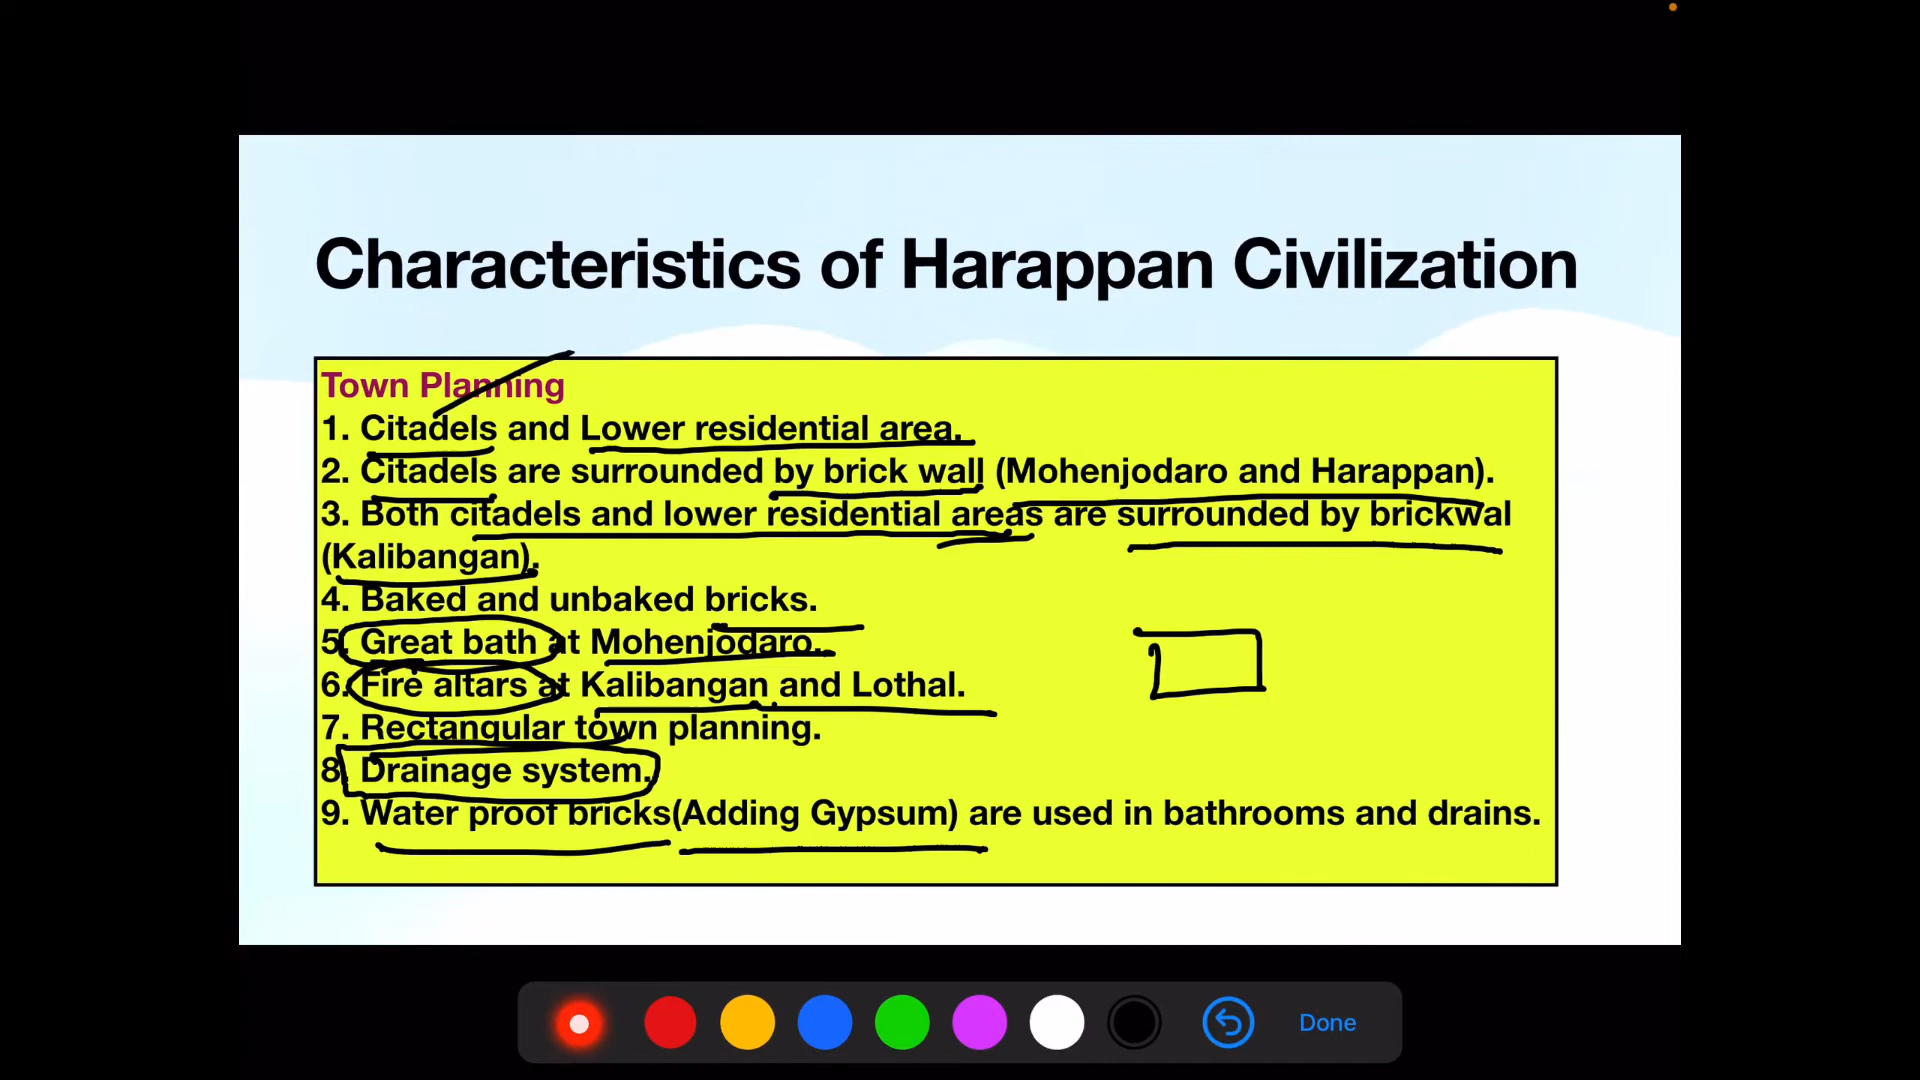 Characteristics of Harappan Civilization
Town Planning
1. Citadels and Lower residential area.
2. Citadels are surrounded by brick wall (Mohenjodaro and Harappan).
3. Both citadels and lower residential areas are surrounded by brickwal
(Kalibangan).
4. Baked and unbaked bricks.
5. Great bath at Mohenjodaro.
6. Fire altars at Kalibangan and Lothal.
7. Rectangular town planning.
8. Drainage system.
9. Water proof bricks(Adding Gypsum) are used in bathrooms and drains.
Done